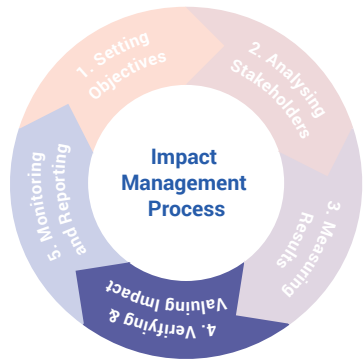 1. Setting
Objectives
2. Analysing
Stakeholders
3. Measuring
Results
4. Verifying &
Valuing Impact
5. Monitoring
and Reporting
Impact
Management
Process